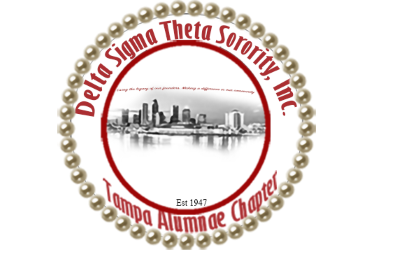 Delta Sigma Theta Sorority, Inc.
Est 1947
Tampa Alumnae Chapter